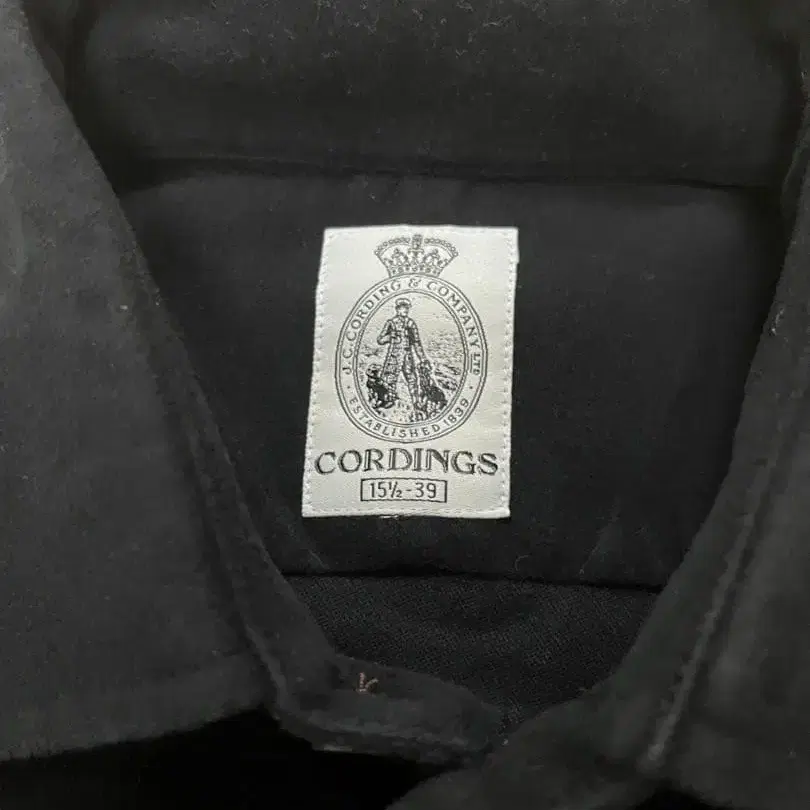 · J.C. CORDING & COMPANY LTD ·
ESTABLISHED 1839
CORDINGS
15½-39